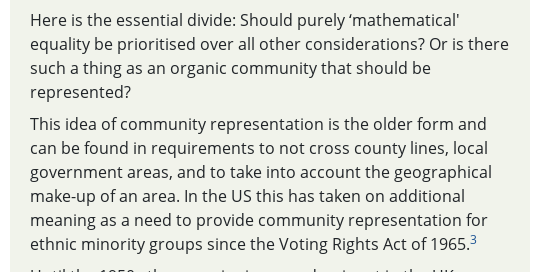 Here is the essential divide: Should purely ‘mathematical'
equality be prioritised over all other considerations? Or is there
such a thing as an organic community that should be
represented?
This idea of community representation is the older form and
can be found in requirements to not cross county lines, local
government areas, and to take into account the geographical
make-up of an area. In the US this has taken on additional
meaning as a need to provide community representation for
ethnic minority groups since the Voting Rights Act of 1965.3